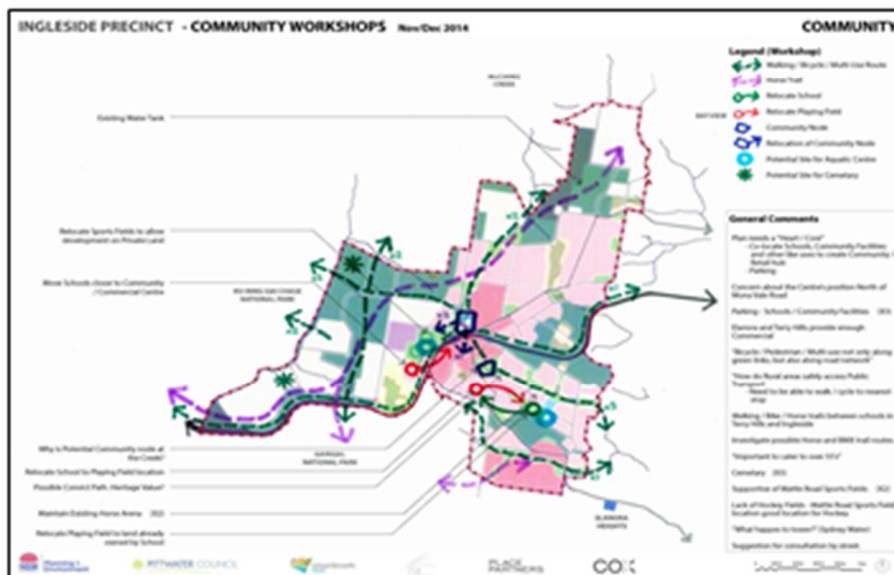 INGLESIDE PRECINCT - COMMUNITY WORKSHOPS Nov/Dec 2014
COMMUNITY
Legend (Workshop)
Walking / Bicycle / Multi Use Route
Horse Trail
Relocate School
Relocate Playing Field
Community Node
Relocation of Community Node
Potential Site for Aquatic Centre
Potential Site for Cemetary
McCARRS
CREEK
BAYVIEW
Existing Water Tank
Relocate Sports Fields to allow
development on Private Land
Move Schools closer to Community
/ Commercial Centre
KU-RING-GAI CHASE
NATIONAL PARK
Why is Potential Community node at
the Creek?
Relocate School to Playing Field location
Possible Convict Path, Heritage Value?
Maintain Existing Horse Arena (X2)
Relocate Playing Field to land already
owned by School
GARIGAL
NATIONAL PARK
ELANORA
HEIGHTS
General Comments
Plan needs a "Heart / Core"
- Co-locate Schools, Community Facilities
and other like uses to create Community /
Retail hub
- Parking
Concern about the Centre's position North of
Mona Vale Road
Parking - Schools / Community Facilities
Elanora and Terry Hills provide enough
Commercial
"Bicycle / Pedestrian / Multi-use not only along
green links, but also along road network"
"How do Rural areas safely access Public
Transport"
- Need to be able to walk / cycle to nearest
stop
Walking / Bike / Horse trails between schools in
Terry Hills and Ingleside
Investigate possible Horse and BMX trail routes
"Important to cater to over 55's"
Cemetary
Supportive of Wattle Road Sports Fields (X2)
Lack of Hockey Fields - Wattle Road Sports Field
location good location for Hockey.
"What happens to tower?" (Sydney Water)
Suggestion for consultation by street.
NSW
Planning &
Environment
PITTWATER COUNCIL
PLACE
PARTNERS
COX